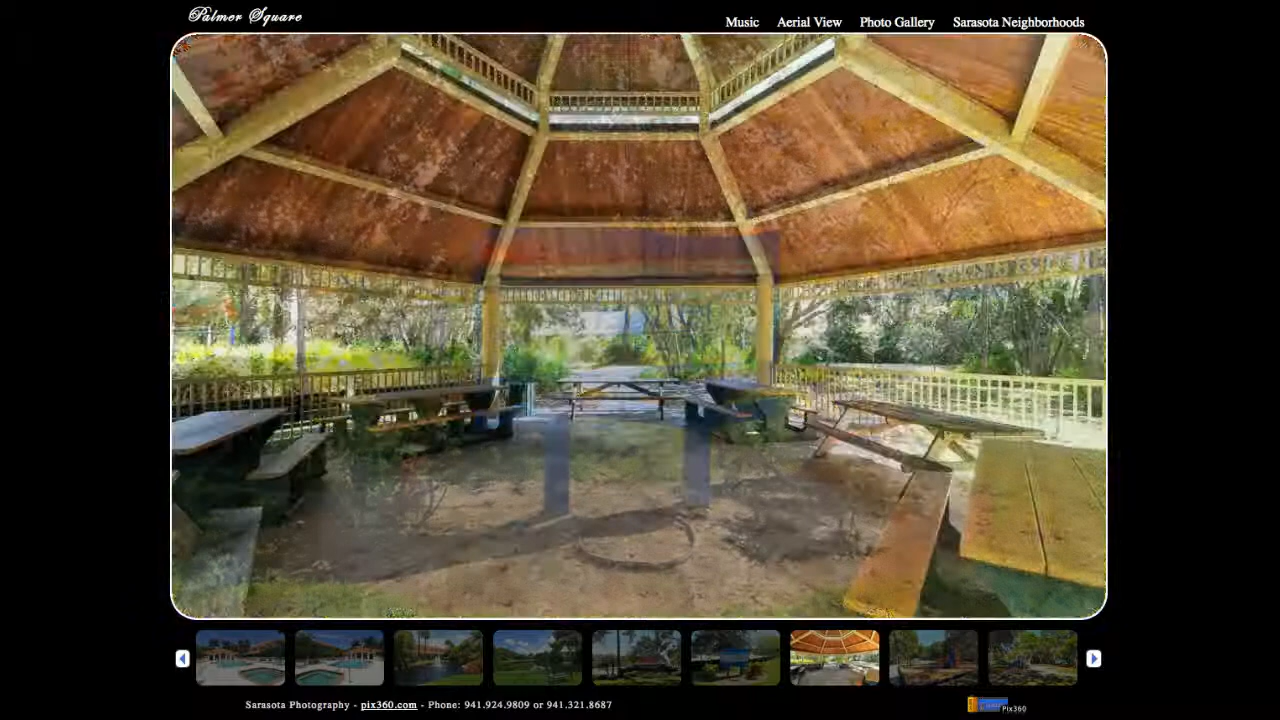 Palmer Square
Music Aerial View Photo Gallery Sarasota Neighborhoods
Sarasota Photography - pix360.com - Phone: 941.924.9809 or 941.321.8687
Pix360